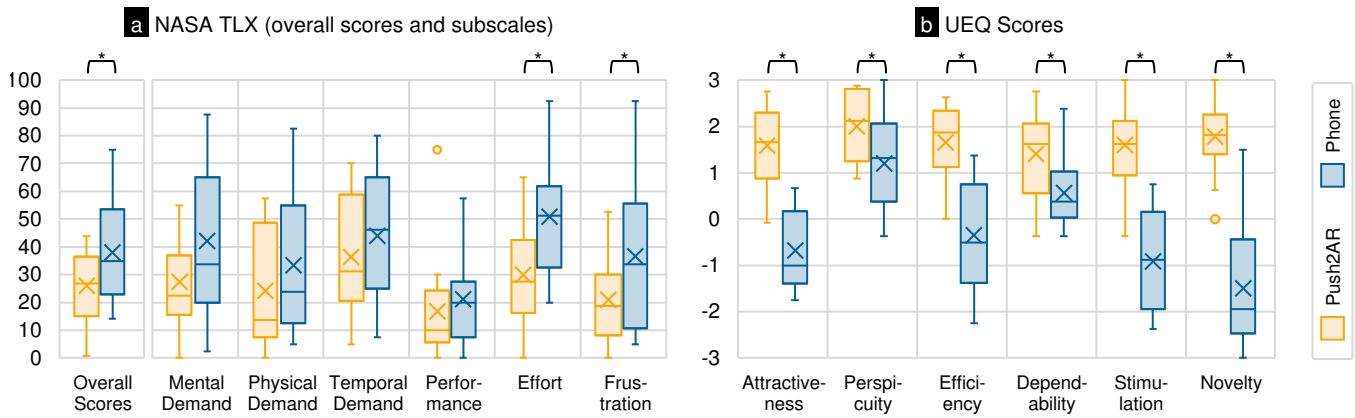 a NASA TLX (overall scores and subscales)
* * *
100
90
80
70
60
50
40
30
20
10
0
Overall
Scores
Mental
Demand
Physical
Demand
Temporal
Demand
Perfor-
mance
Effort
Frus-
tration
b UEQ Scores
* * * * * *
3
2
1
0
-1
-2
-3
Attractive-
ness
Perspi-
cuity
Effici-
ency
Depend-
ability
Stimu-
lation
Novelty
Phone
Push2AR